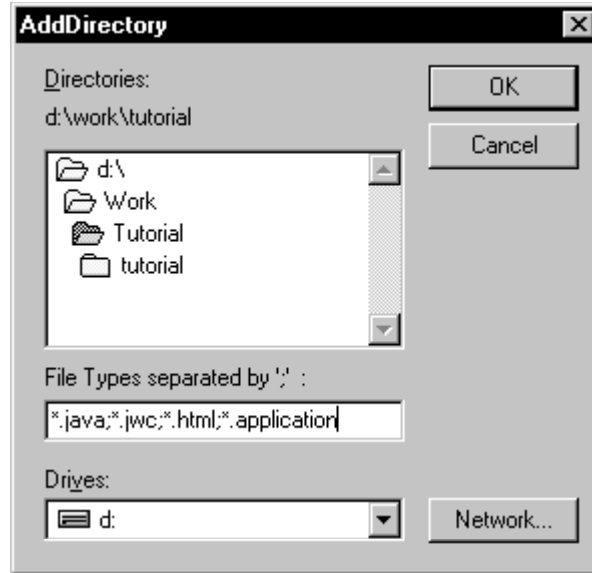 AddDirectory
Directories:
OK
d:\work\tutorial
Cancel
d:\
Work
Tutorial
tutorial
File Types separated by ';' :
*.java;*.jwc;*.html;*.application
Drives:
d:
Network...